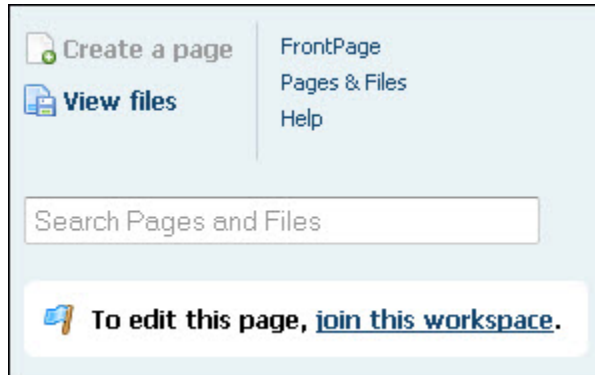 Create a page
View files
FrontPage
Pages & Files
Help
Search Pages and Files
To edit this page, join this workspace.